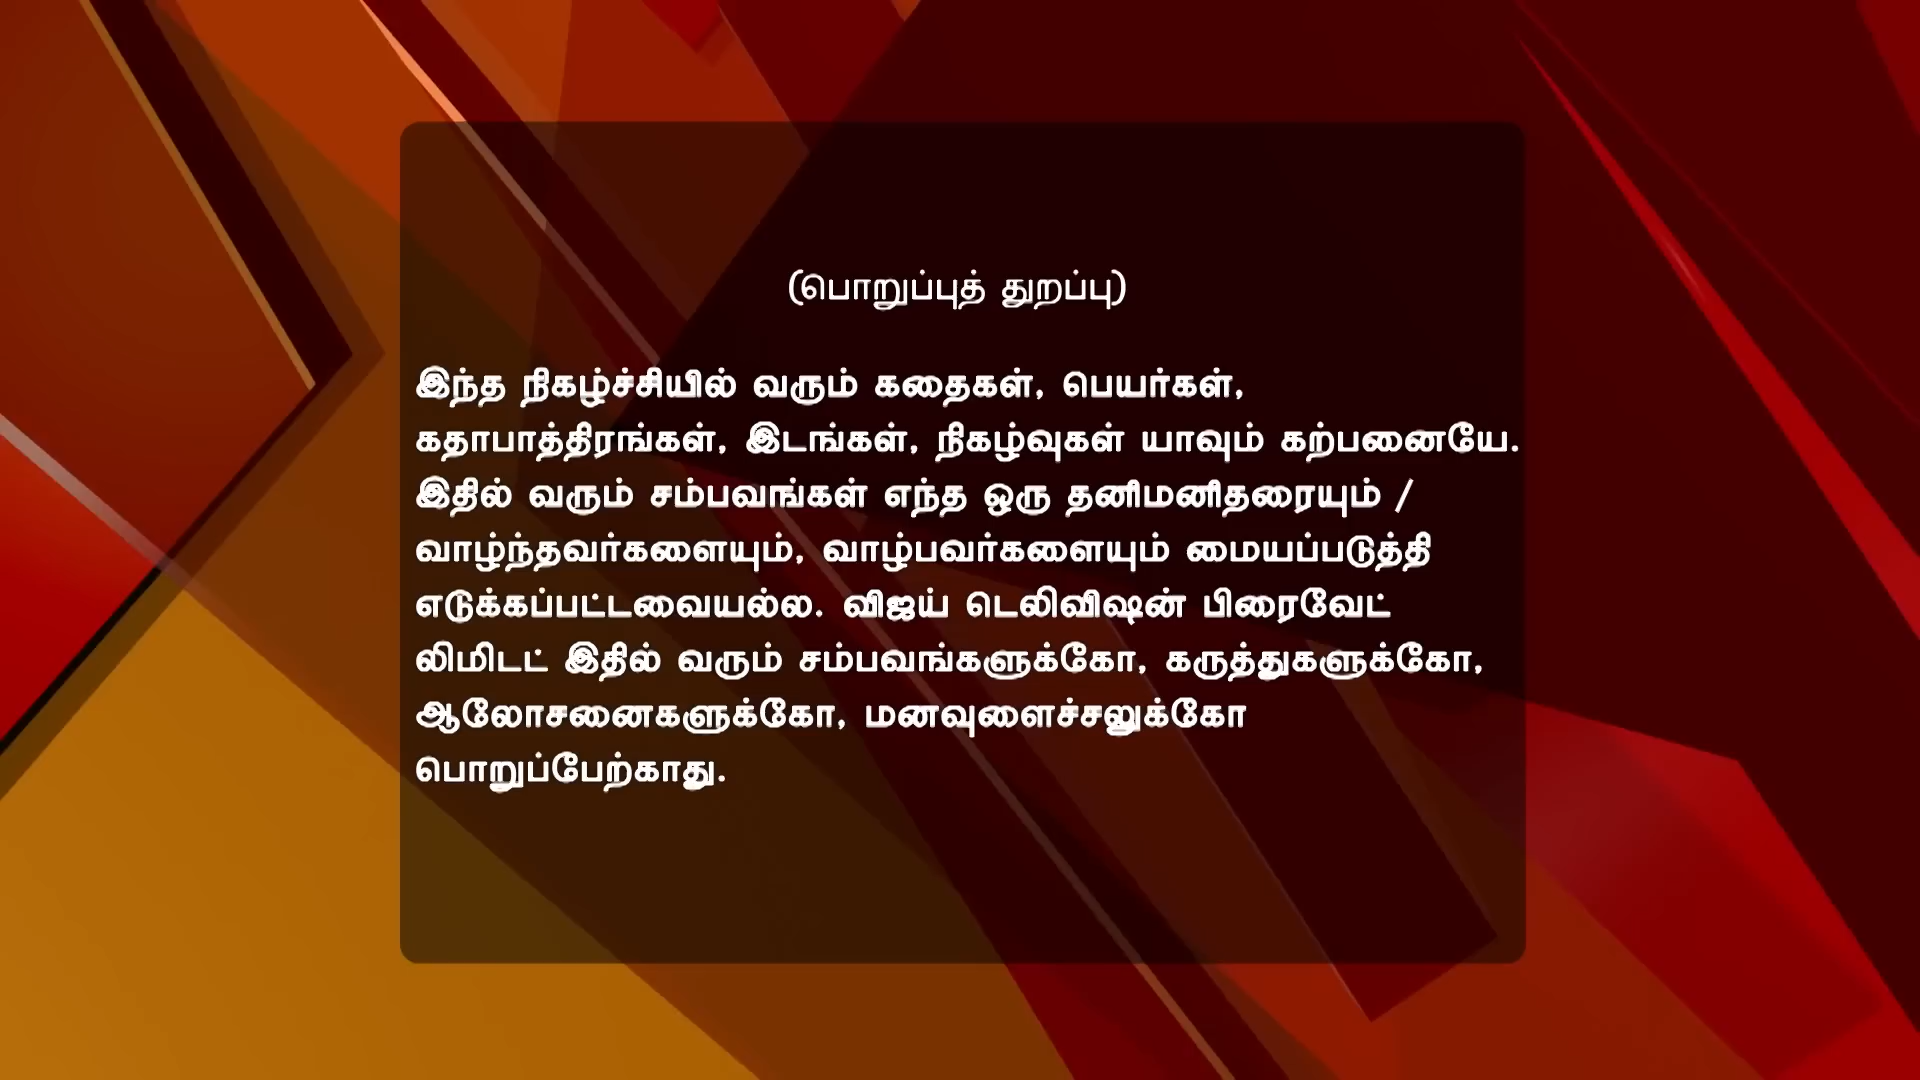 (பொறுப்புத் துறப்பு)
இந்த நிகழ்ச்சியில் வரும் கதைகள், பெயர்கள்,
கதாபாத்திரங்கள், இடங்கள், நிகழ்வுகள் யாவும் கற்பனையே.
இதில் வரும் சம்பவங்கள் எந்த ஒரு தனிமனிதரையும் /
வாழ்ந்தவர்களையும், வாழ்பவர்களையும் மையப்படுத்தி
எடுக்கப்பட்டவையல்ல. விஜய் டெலிவிஷன் பிரைவேட்
லிமிடட் இதில் வரும் சம்பவங்களுக்கோ, கருத்துகளுக்கோ,
ஆலோசனைகளுக்கோ, மனவுளைச்சலுக்கோ
பொறுப்பேற்காது.